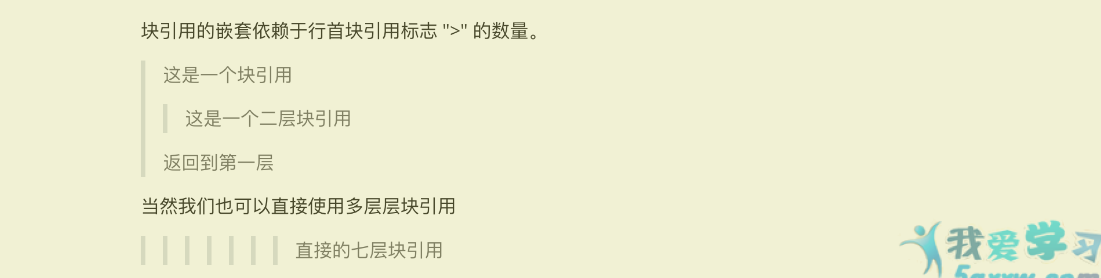 块引用的嵌套依赖于行首块引用标志 ">" 的数量。
这是一个块引用
这是一个二层块引用
返回到第一层
当然我们也可以直接使用多层层块引用
直接的七层块引用
我爱学习